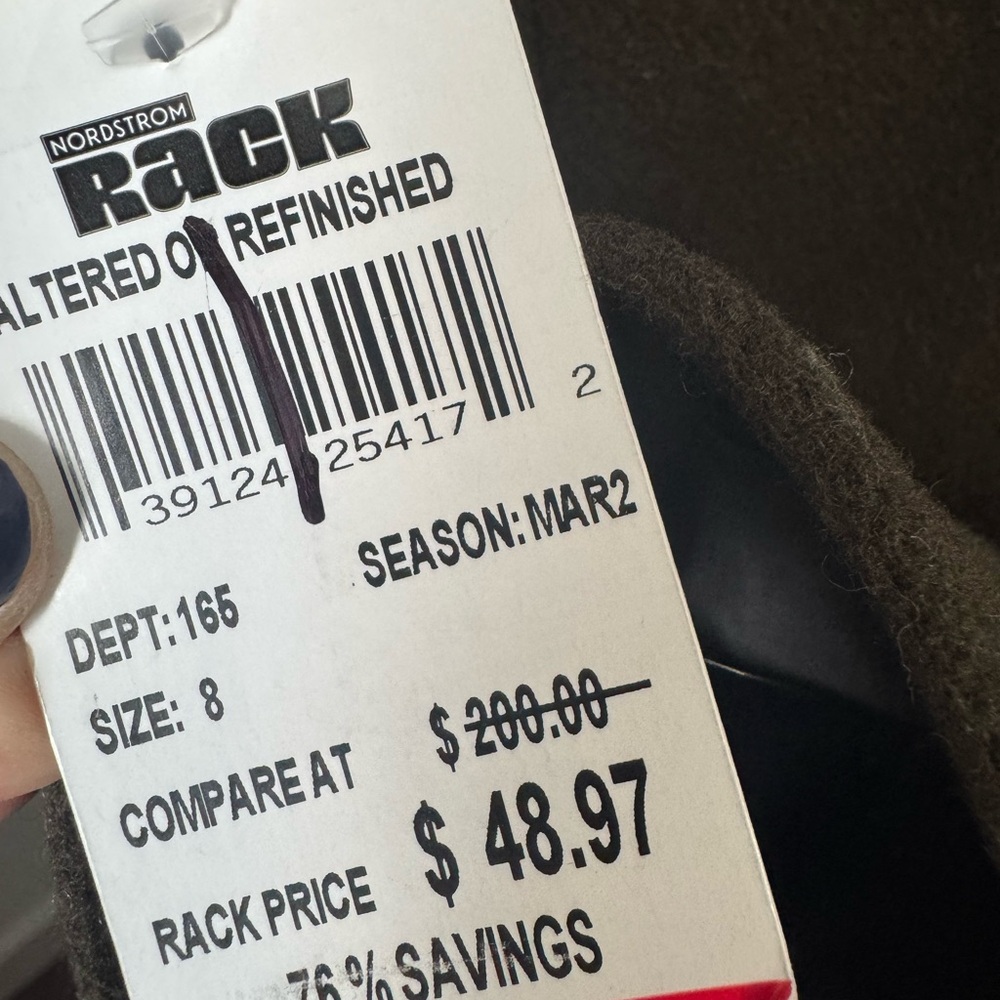 NORDSTROM
Rack
ALTERED O REFINISHED
39124 25417 2
SEASON: MAR2
DEPT: 165
SIZE: 8
COMPARE AT $ 200.00
RACK PRICE $ 48.97
76 % SAVINGS